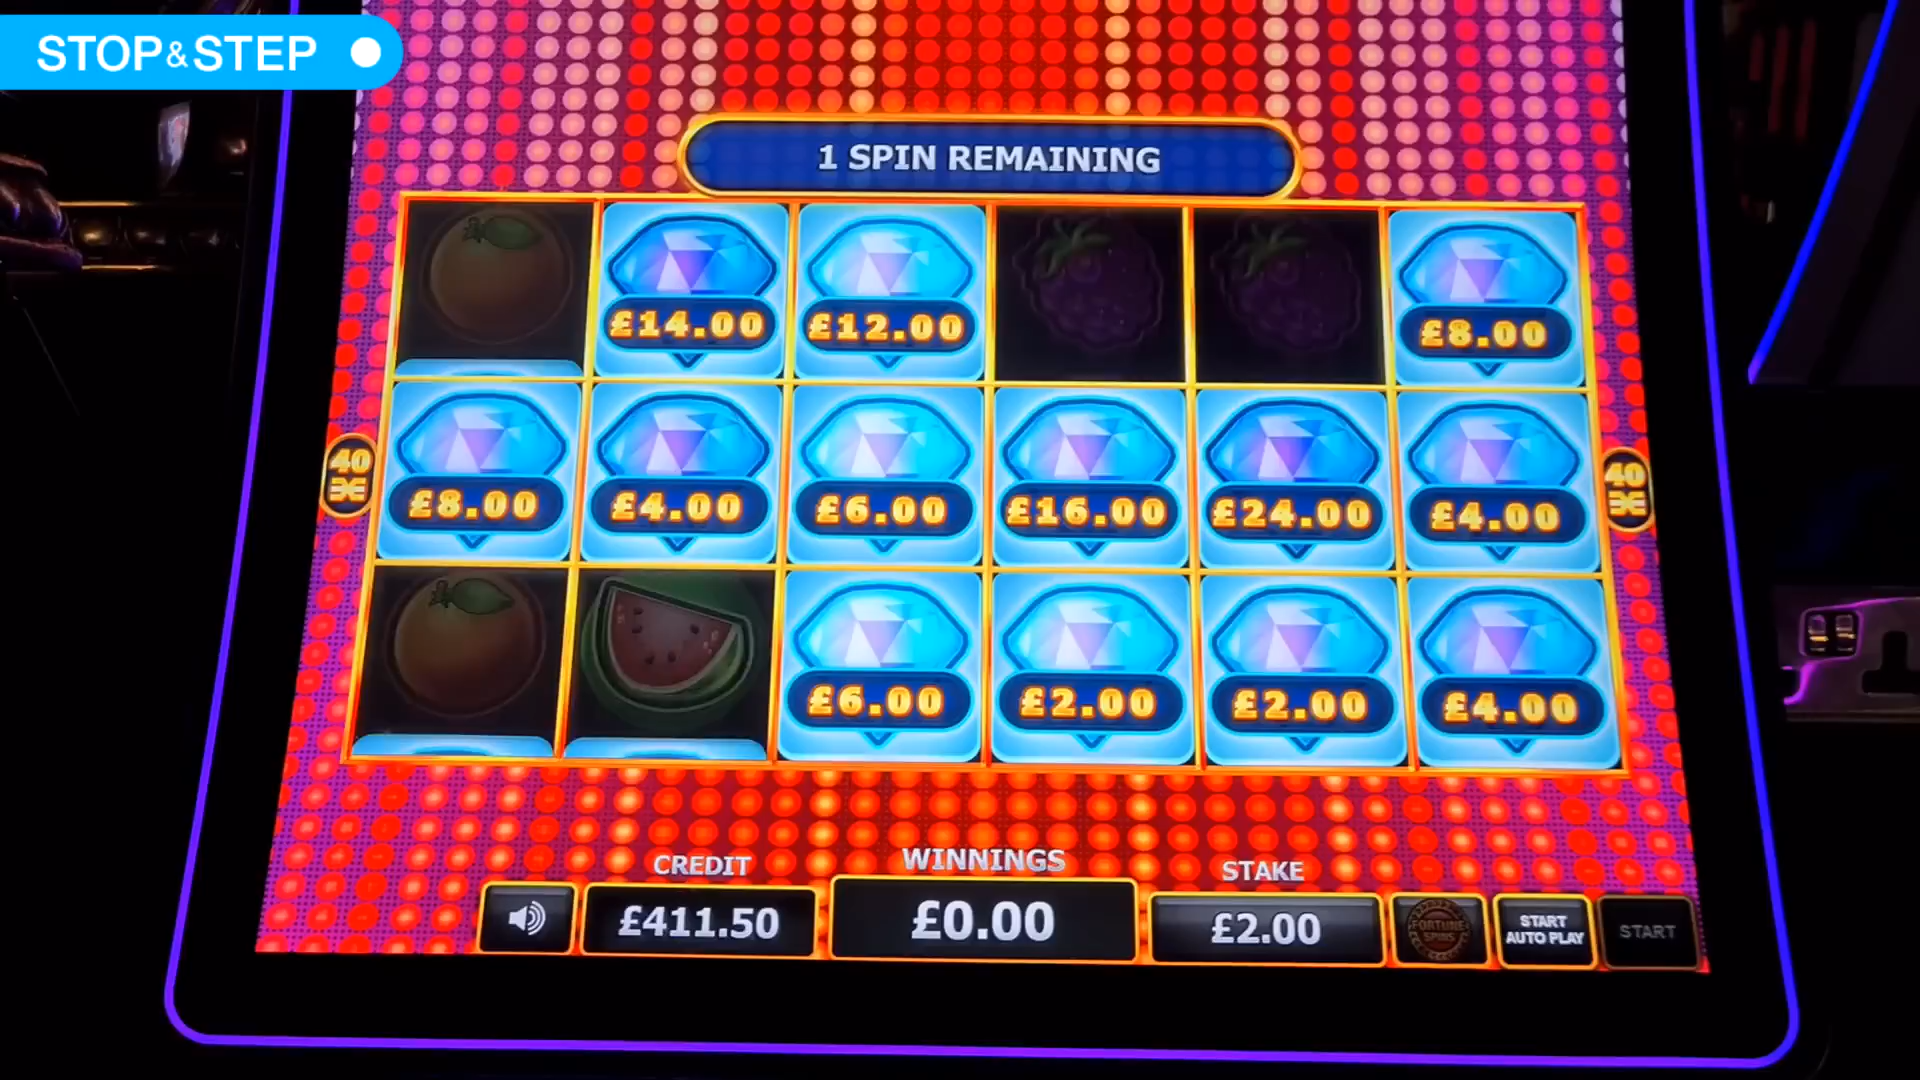 STOP&STEP
1 SPIN REMAINING
£14.00 £12.00 £8.00
£8.00 £4.00 £6.00 £16.00 £24.00 £4.00
40 40
£6.00 £2.00 £2.00 £4.00
CREDIT WINNINGS STAKE
£411.50 £0.00 £2.00
FORTUNE
SPINS
START
AUTO PLAY
START